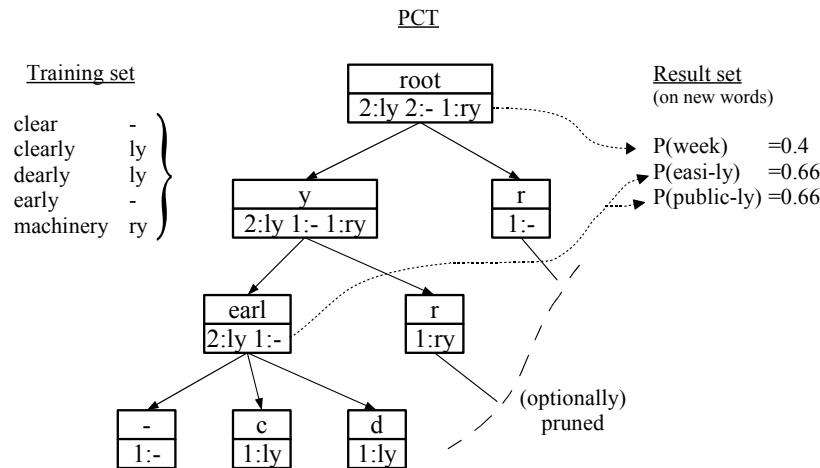 PCT
Training set
clear -
clearly ly
dearly ly
early -
machinery ry
root
2:ly 2:- 1:ry
y
2:ly 1:- 1:ry
r
1:-
earl
2:ly 1:-
r
1:ry
-
1:-
c
1:ly
d
1:ly
(optionally)
pruned
Result set
(on new words)
P(week) =0.4
P(easi-ly) =0.66
P(public-ly) =0.66